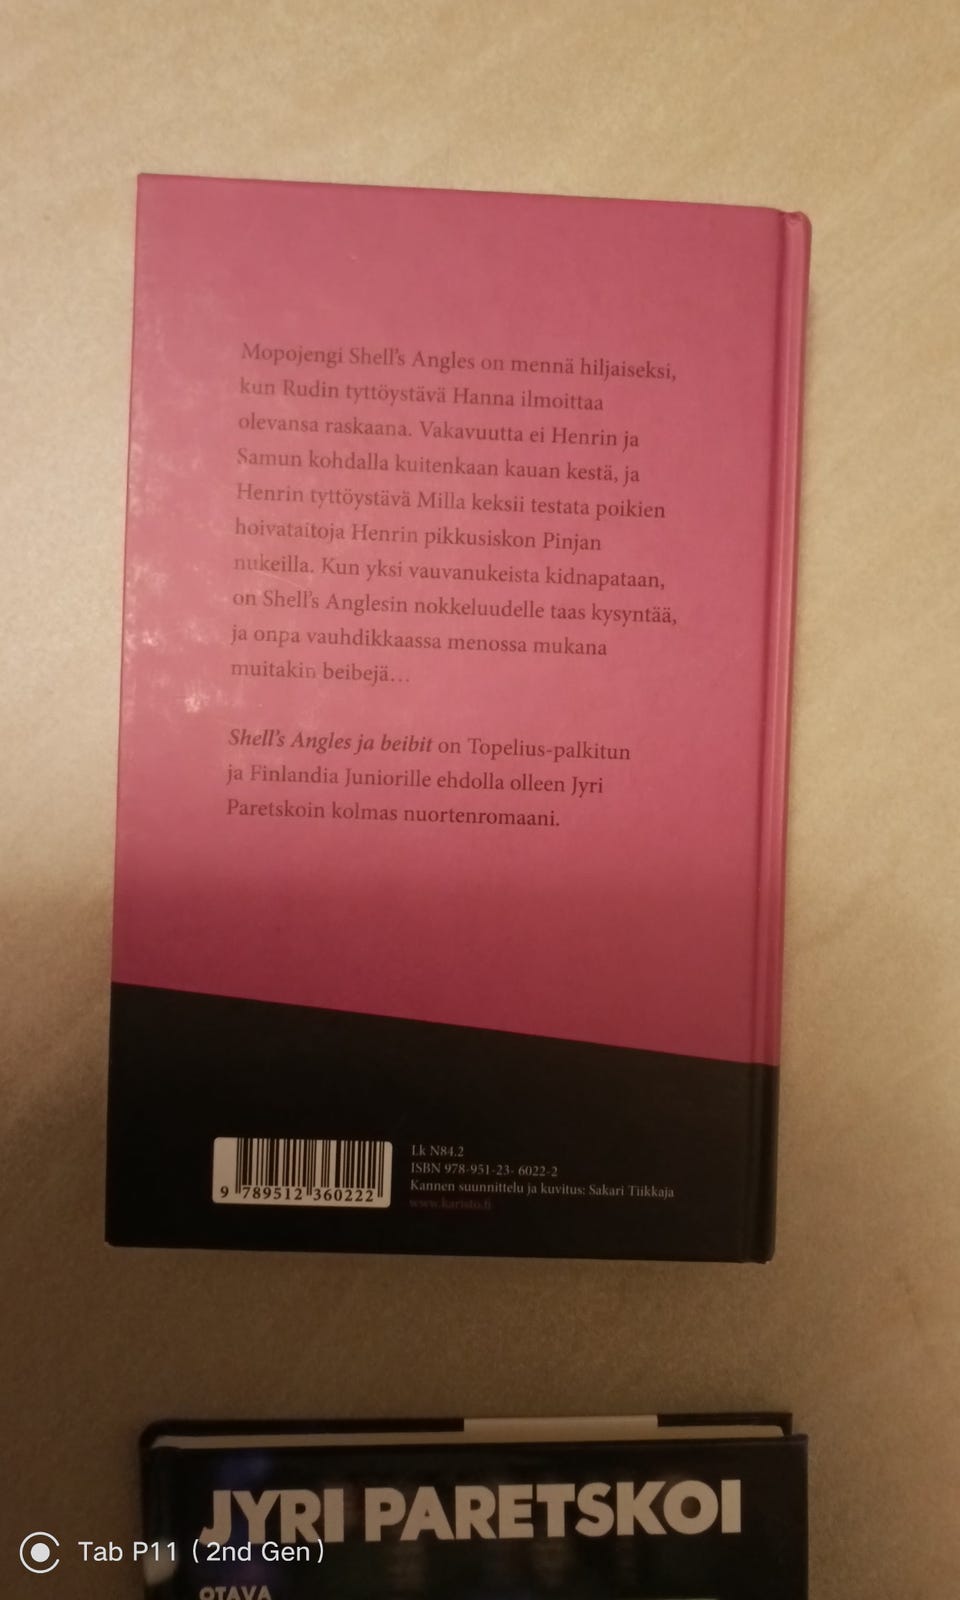 Mopojengi Shell's Angles on mennä hiljaiseksi,
kun Rudin tyttöystävä Hanna ilmoittaa
olevansa raskaana. Vakavuutta ei Henrin ja
Samun kohdalla kuitenkaan kauan kestä, ja
Henrin tyttöystävä Milla keksii testata poikien
hoivataitoja Henrin pikkusiskon Pinjan
nukeilla. Kun yksi vauvanukeista kidnapataan,
on Shell's Anglesin nokkeluudelle taas kysyntää,
ja onpa vauhdikkaassa menossa mukana
muitakin beibejä...
Shell's Angles ja beibit on Topelius-palkitun
ja Finlandia Juniorille ehdolla olleen Jyri
Paretskoin kolmas nuortenromaani.
9 789512 360222
Lk N84.2
ISBN 978-951-23- 6022-2
Kannen suunnittelu ja kuvitus: Sakari Tiikkaja
www.karisto.fi
JYRI PARETSKOI
OTAVA
Tab P11 (2nd Gen)